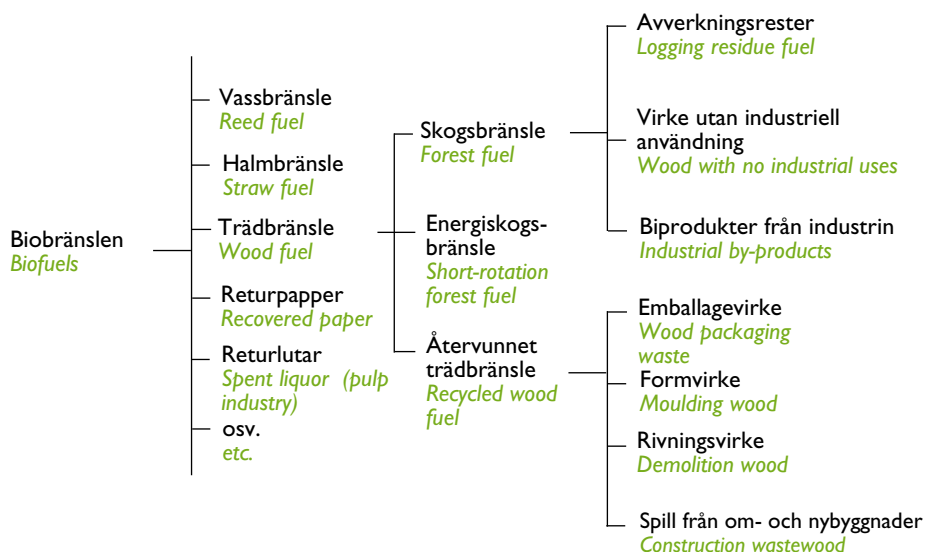 Biobränslen
Biofuels
Vassbränsle
Reed fuel
Halmbränsle
Straw fuel
Trädbränsle
Wood fuel
Returpapper
Recovered paper
Returlutar
Spent liquor (pulp
industry)
osv.
etc.
Skogsbränsle
Forest fuel
Energiskogs-
bränsle
Short-rotation
forest fuel
Återvunnet
trädbränsle
Recycled wood
fuel
Avverkningsrester
Logging residue fuel
Virke utan industriell
användning
Wood with no industrial uses
Biprodukter från industrin
Industrial by-products
Emballagevirke
Wood packaging
waste
Formvirke
Moulding wood
Rivningsvirke
Demolition wood
Spill från om- och nybyggnader
Construction wastewood